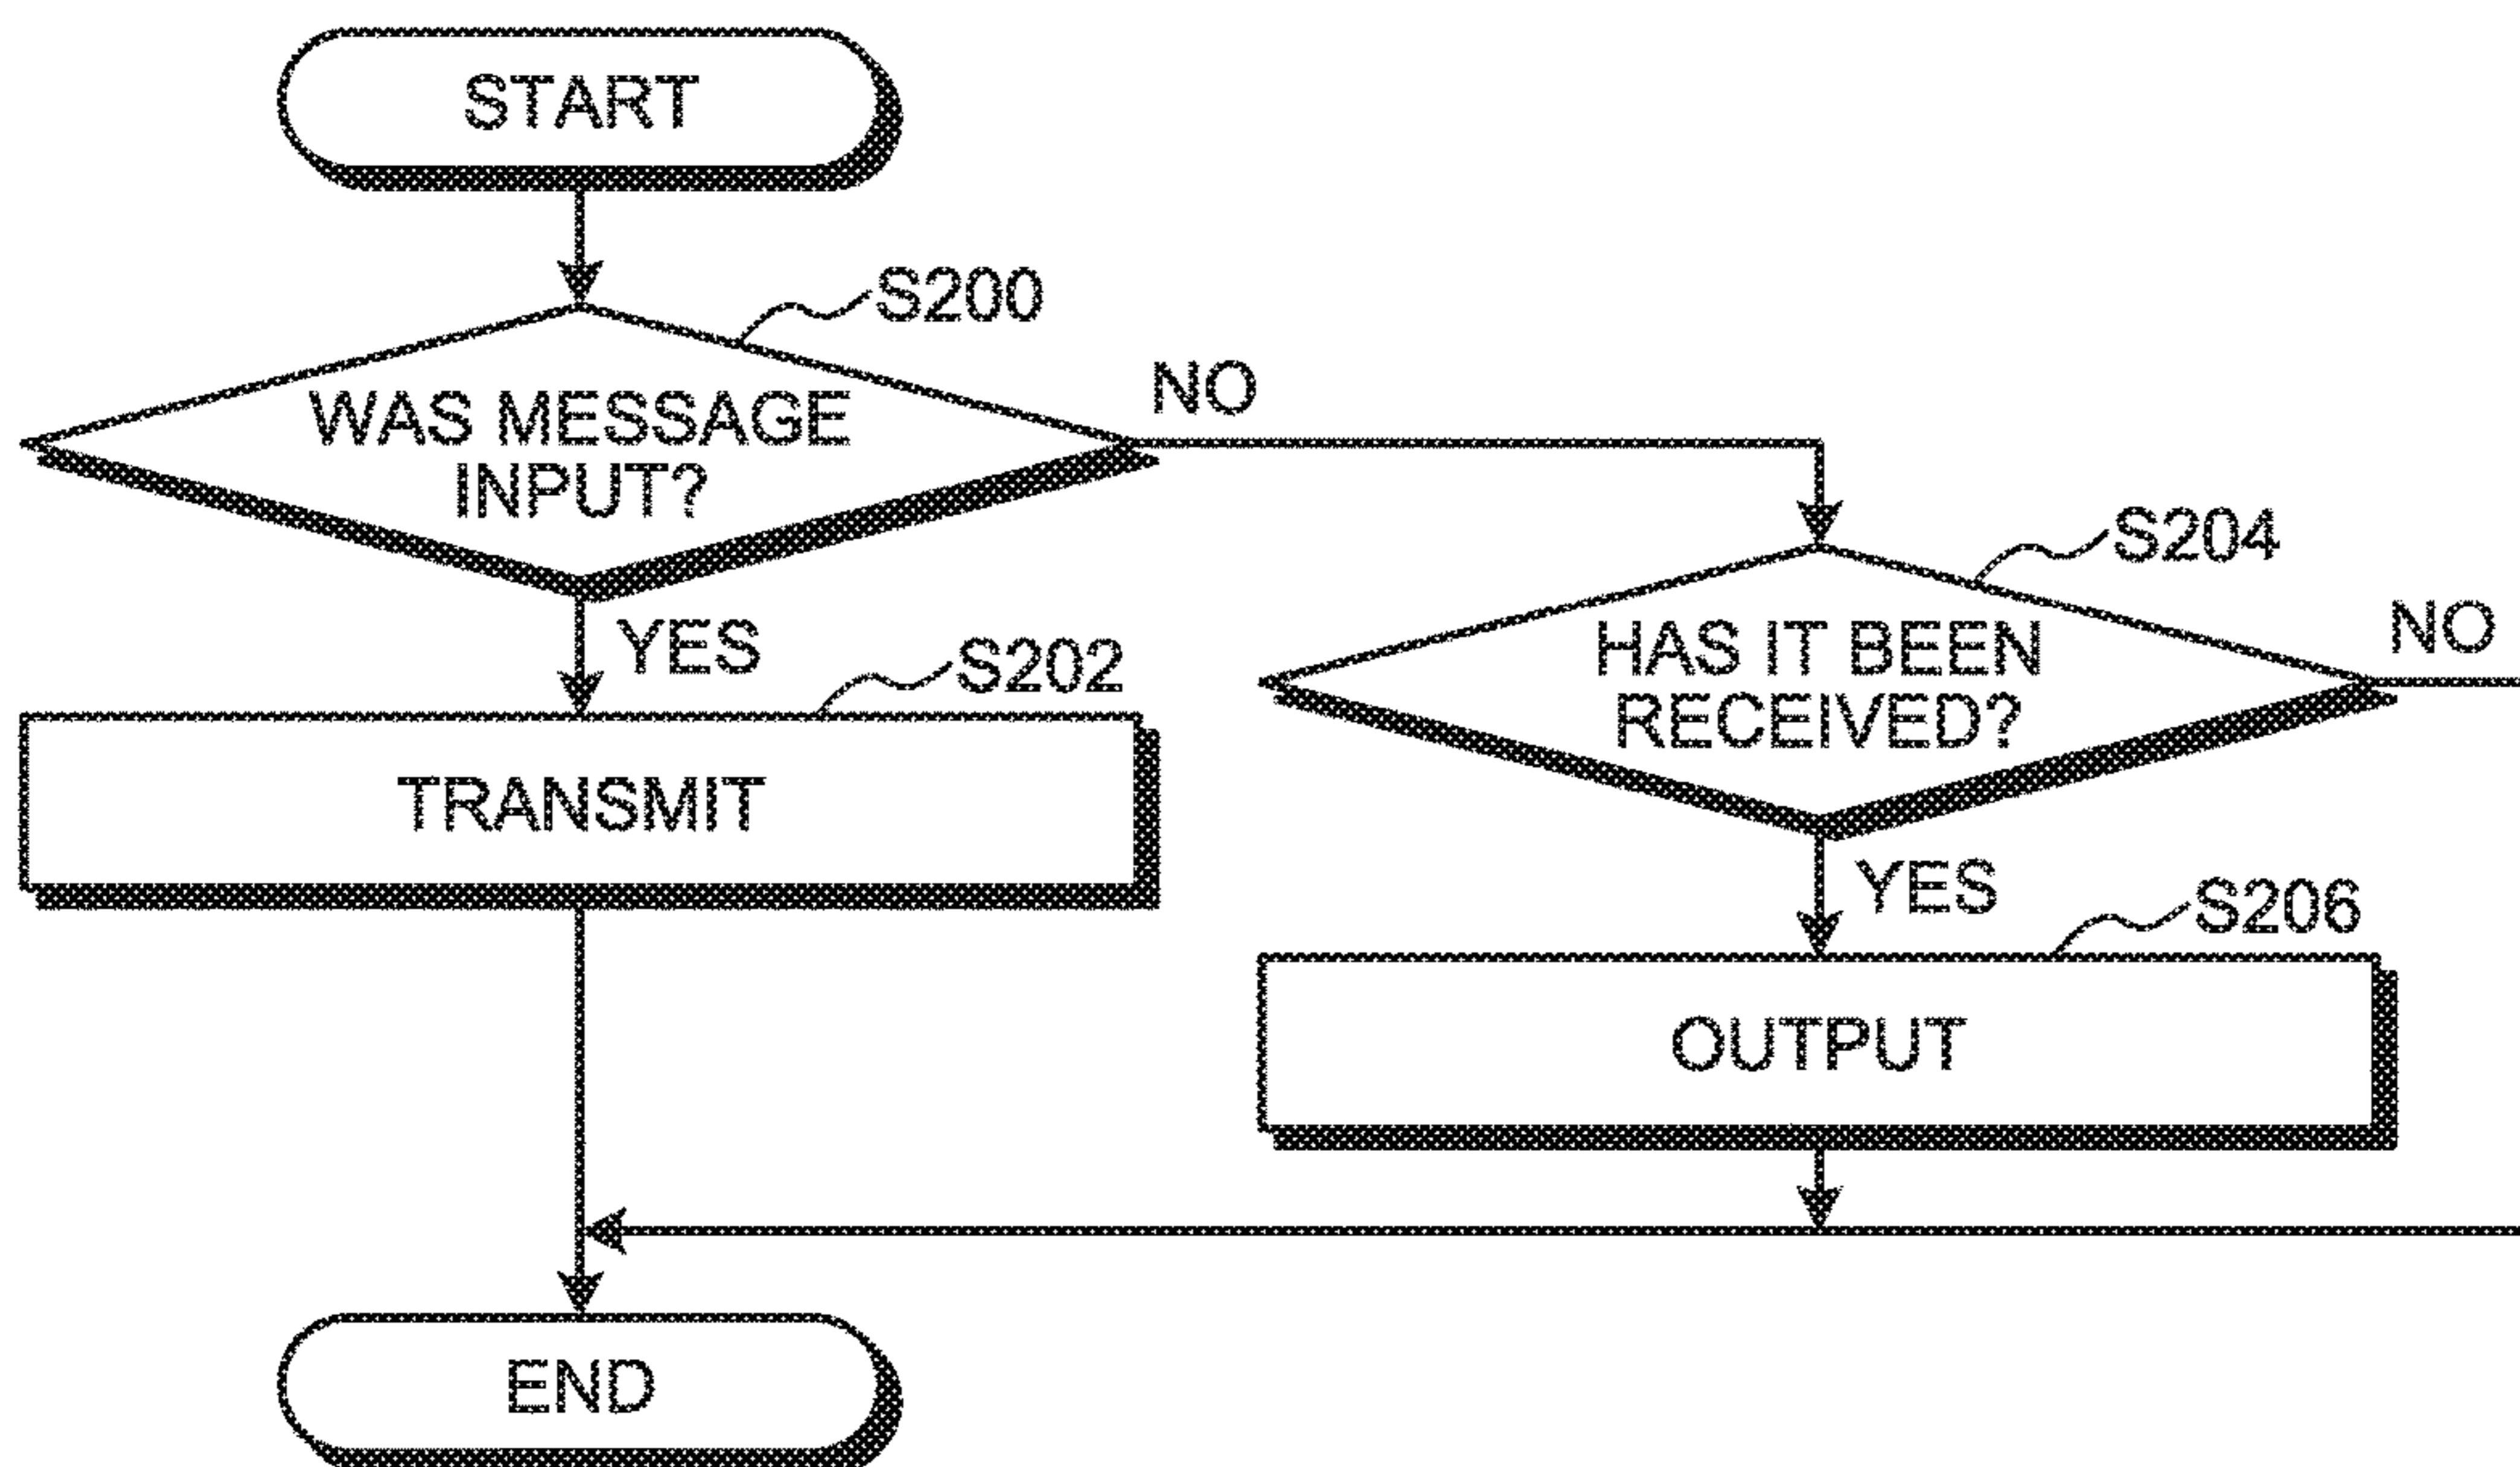 START
S200
WAS MESSAGE
INPUT?
NO
YES
S202
TRANSMIT
S204
HAS IT BEEN
RECEIVED?
NO
YES
S206
OUTPUT
END